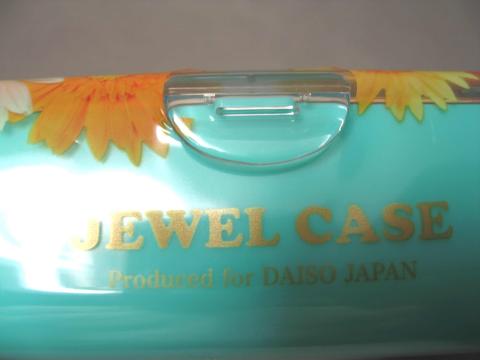 JEWEL CASE
Produced for DAISO JAPAN